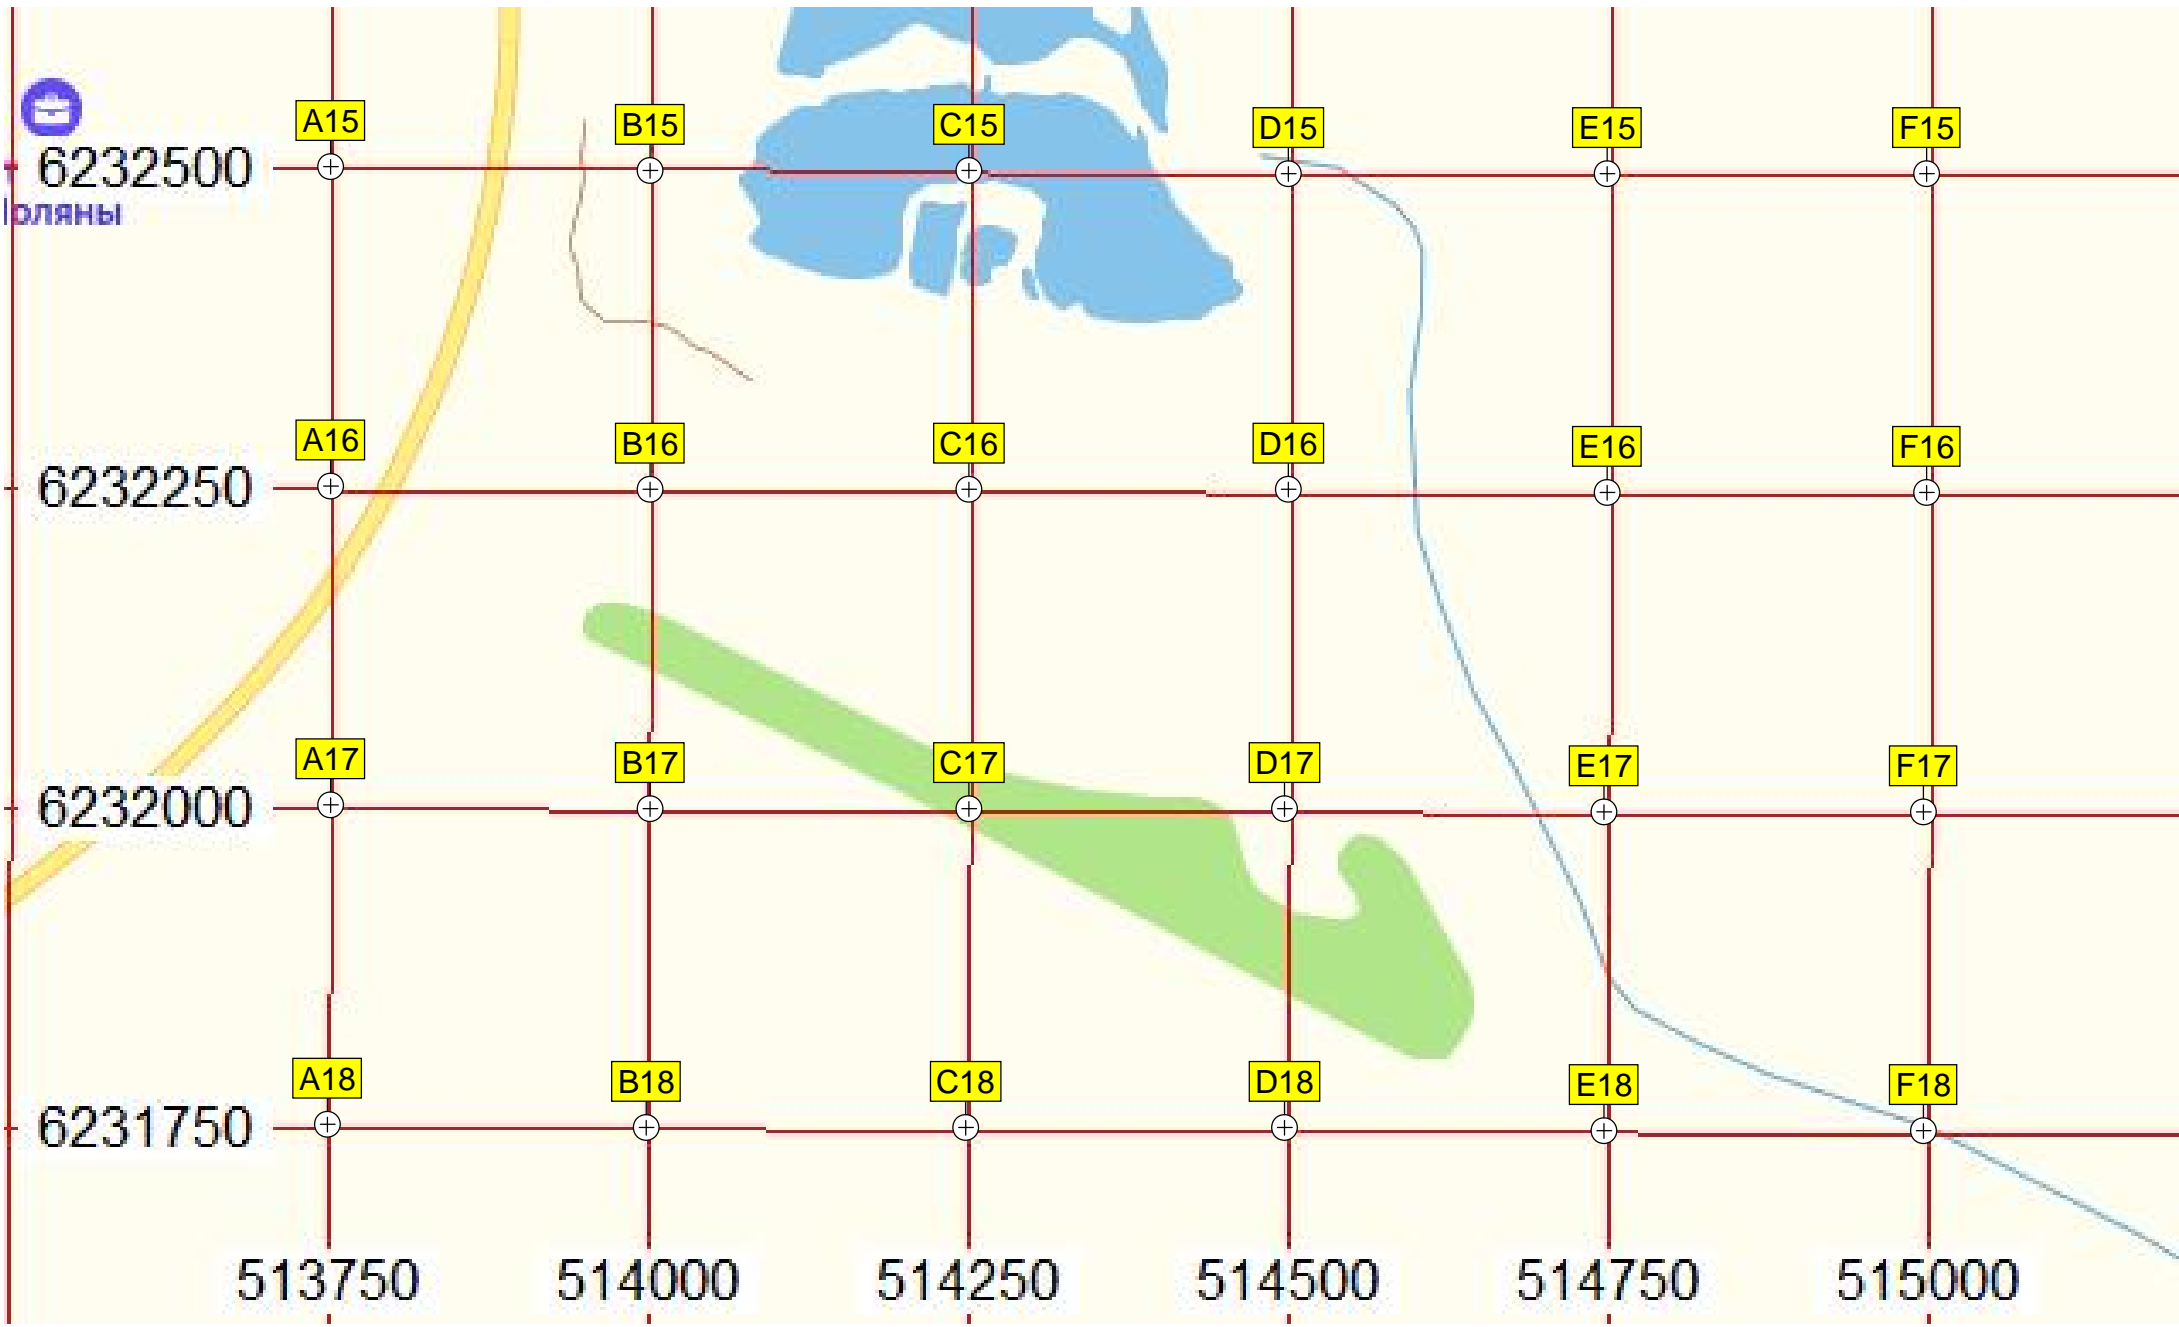 A15 B15 C15 D15 E15 F15
6232500
оляны
A16 B16 C16 D16 E16 F16
6232250
A17 B17 C17 D17 E17 F17
6232000
A18 B18 C18 D18 E18 F18
6231750
513750 514000 514250 514500 514750 515000